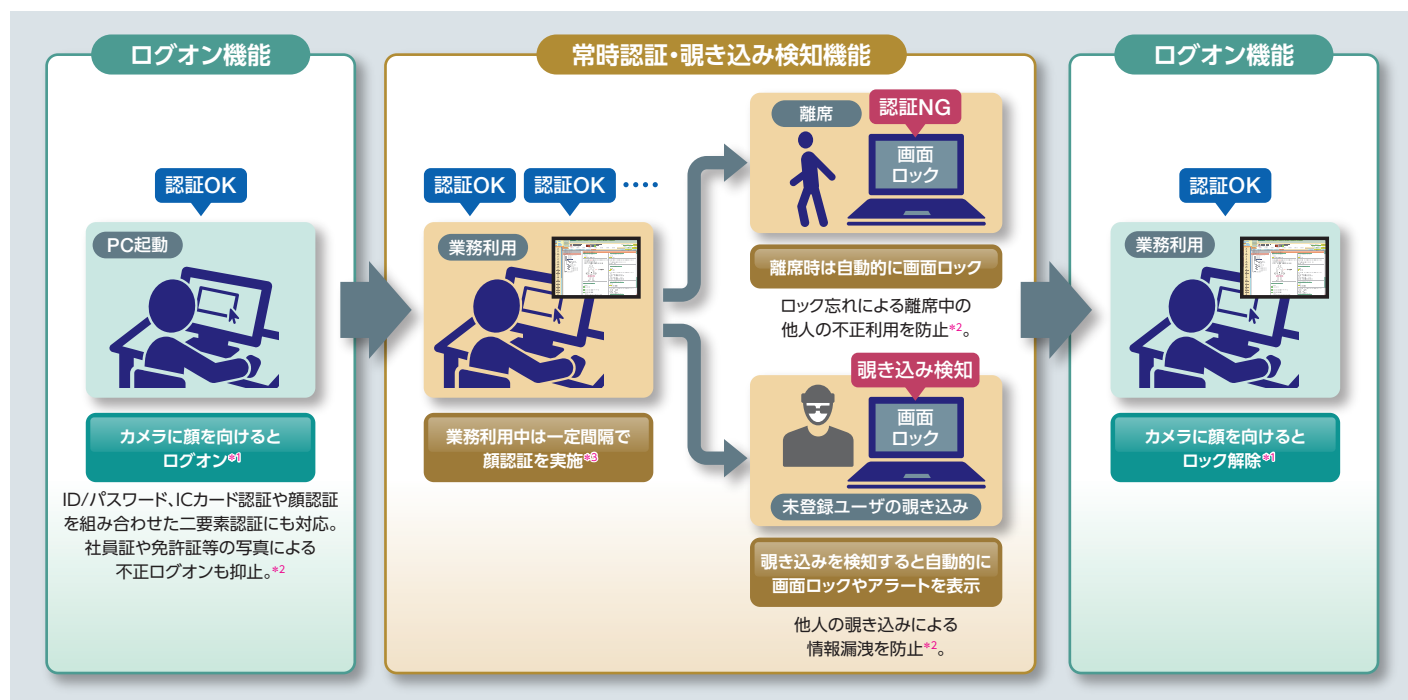 ログオン機能
認証OK
PC起動
カメラに顔を向けると
ログオン*1
ID/パスワード、ICカード認証や顔認証
を組み合わせた二要素認証にも対応。
社員証や免許証等の写真による
不正ログオンも抑止。*2
常時認証・覗き込み検知機能
認証OK 認証OK ····
業務利用
業務利用中は一定間隔で
顔認証を実施*3
離席
認証NG
画面
ロック
離席時は自動的に画面ロック
ロック忘れによる離席中の
他人の不正利用を防止*2。
覗き込み検知
画面
ロック
未登録ユーザの覗き込み
覗き込みを検知すると自動的に
画面ロックやアラートを表示
他人の覗き込みによる
情報漏洩を防止*2。
ログオン機能
認証OK
業務利用
カメラに顔を向けると
ロック解除*1